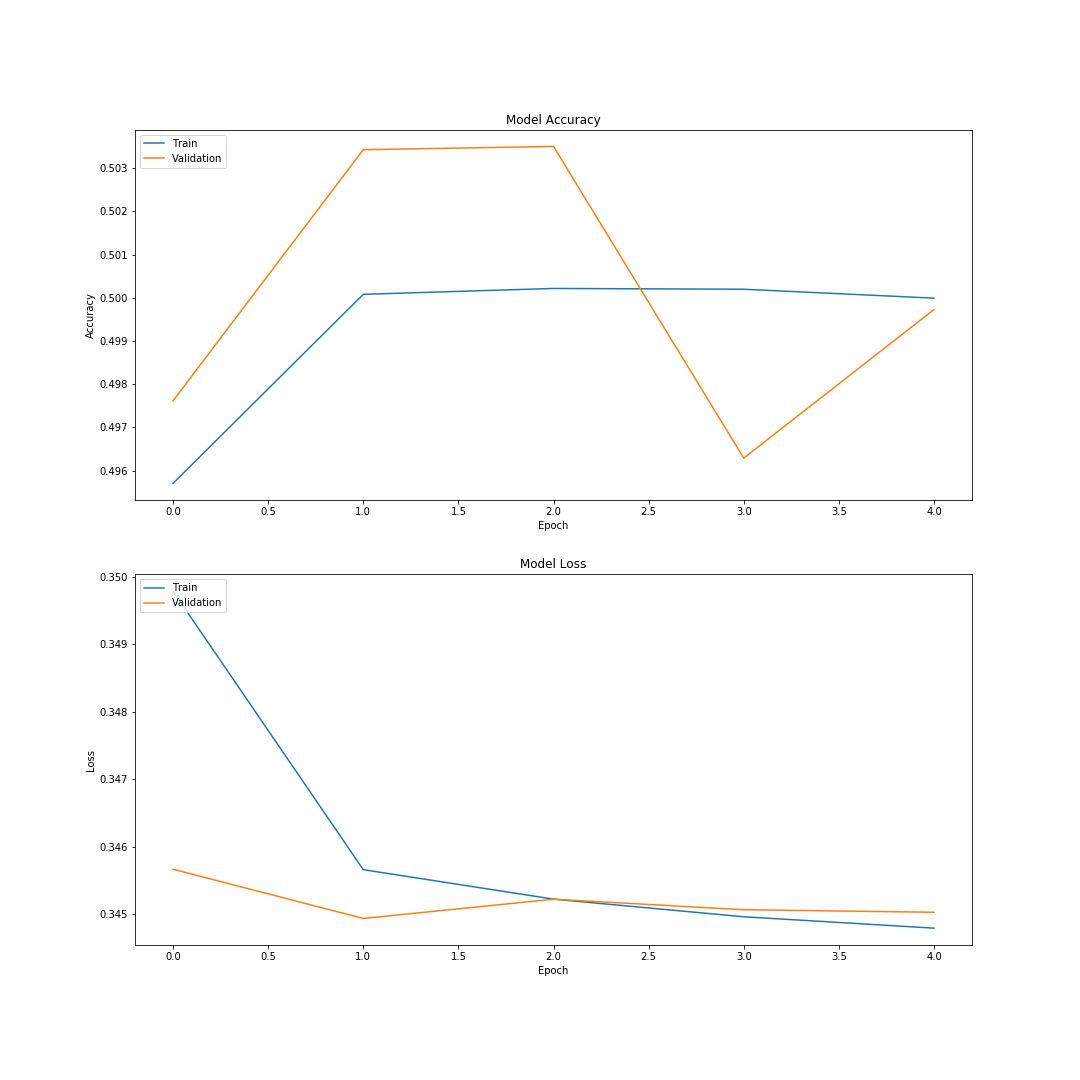 Model Accuracy
Train
Validation
0.503
0.502
0.501
0.500
0.499
0.498
0.497
0.496
Accuracy
0.0 0.5 1.0 1.5 2.0 2.5 3.0 3.5 4.0
Epoch
Model Loss
Train
Validation
0.350
0.349
0.348
0.347
0.346
0.345
Loss
0.0 0.5 1.0 1.5 2.0 2.5 3.0 3.5 4.0
Epoch